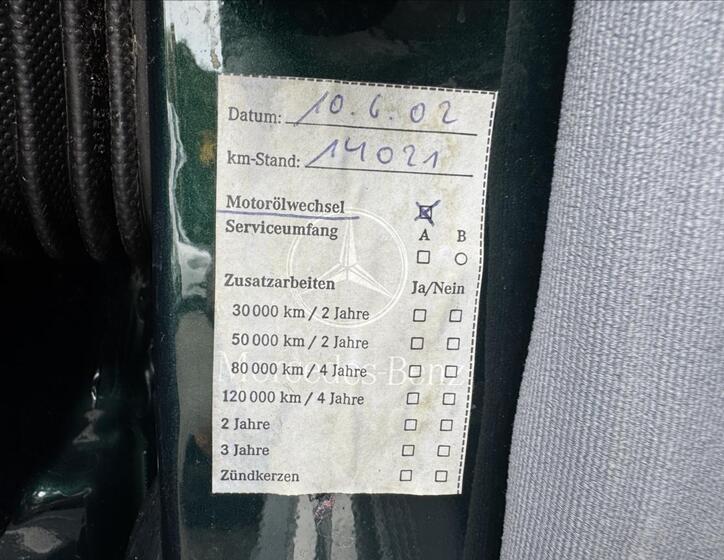 Datum: 10.6.02
km-Stand: 14021
Motorölwechsel
Serviceumfang A B
Zusatzarbeiten Ja/Nein
30 000 km / 2 Jahre
50 000 km / 2 Jahre
80 000 km / 4 Jahre
Mercedes-Benz
120 000 km / 4 Jahre
2 Jahre
3 Jahre
Zündkerzen